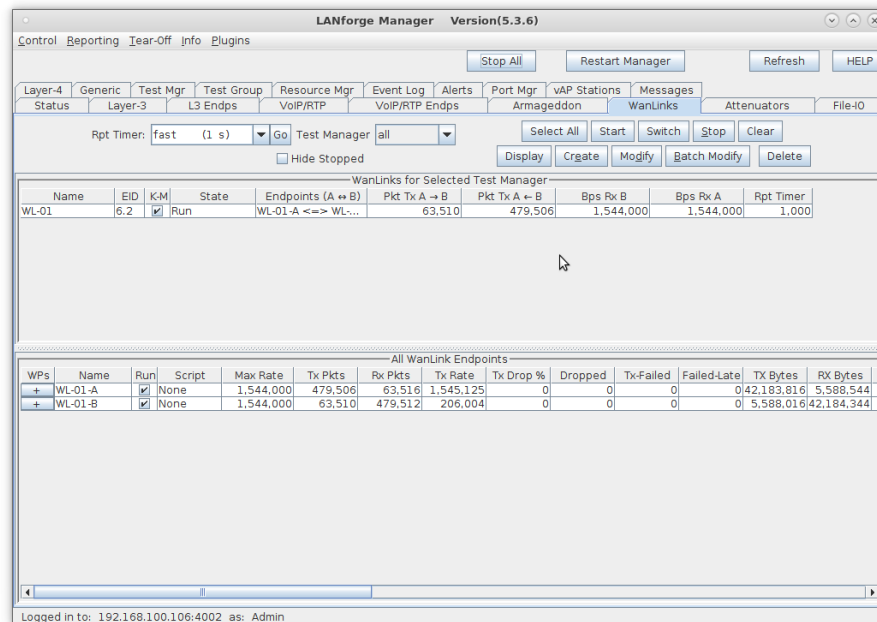 LANforge Manager Version(5.3.6)
Control Reporting Tear-Off Info Plugins
Stop All Restart Manager Refresh HELP
Layer-4 Generic Test Mgr Test Group Resource Mgr Event Log Alerts Port Mgr vAP Stations Messages
Status Layer-3 L3 Endps VoIP/RTP VoIP/RTP Endps Armageddon WanLinks Attenuators File-IO
Rpt Timer: fast (1 s) Go Test Manager all Select All Start Switch Stop Clear
Hide Stopped Display Create Modify Batch Modify Delete
WanLinks for Selected Test Manager
Name EID K-M State Endpoints (A ↔ B) Pkt Tx A → B Pkt Tx A ← B Bps Rx B Bps Rx A Rpt Timer
WL-01 6.2 Run WL-01-A <=> WL-... 63,510 479,506 1,544,000 1,544,000 1,000
All WanLink Endpoints
WPs Name Run Script Max Rate Tx Pkts Rx Pkts Tx Rate Tx Drop % Dropped Tx-Failed Failed-Late TX Bytes RX Bytes
+ WL-01-A None 1,544,000 479,506 63,516 1,545,125 0 0 0 0 42,183,816 5,588,544
+ WL-01-B None 1,544,000 63,510 479,512 206,004 0 0 0 0 5,588,016 42,184,344
Logged in to: 192.168.100.106:4002 as: Admin